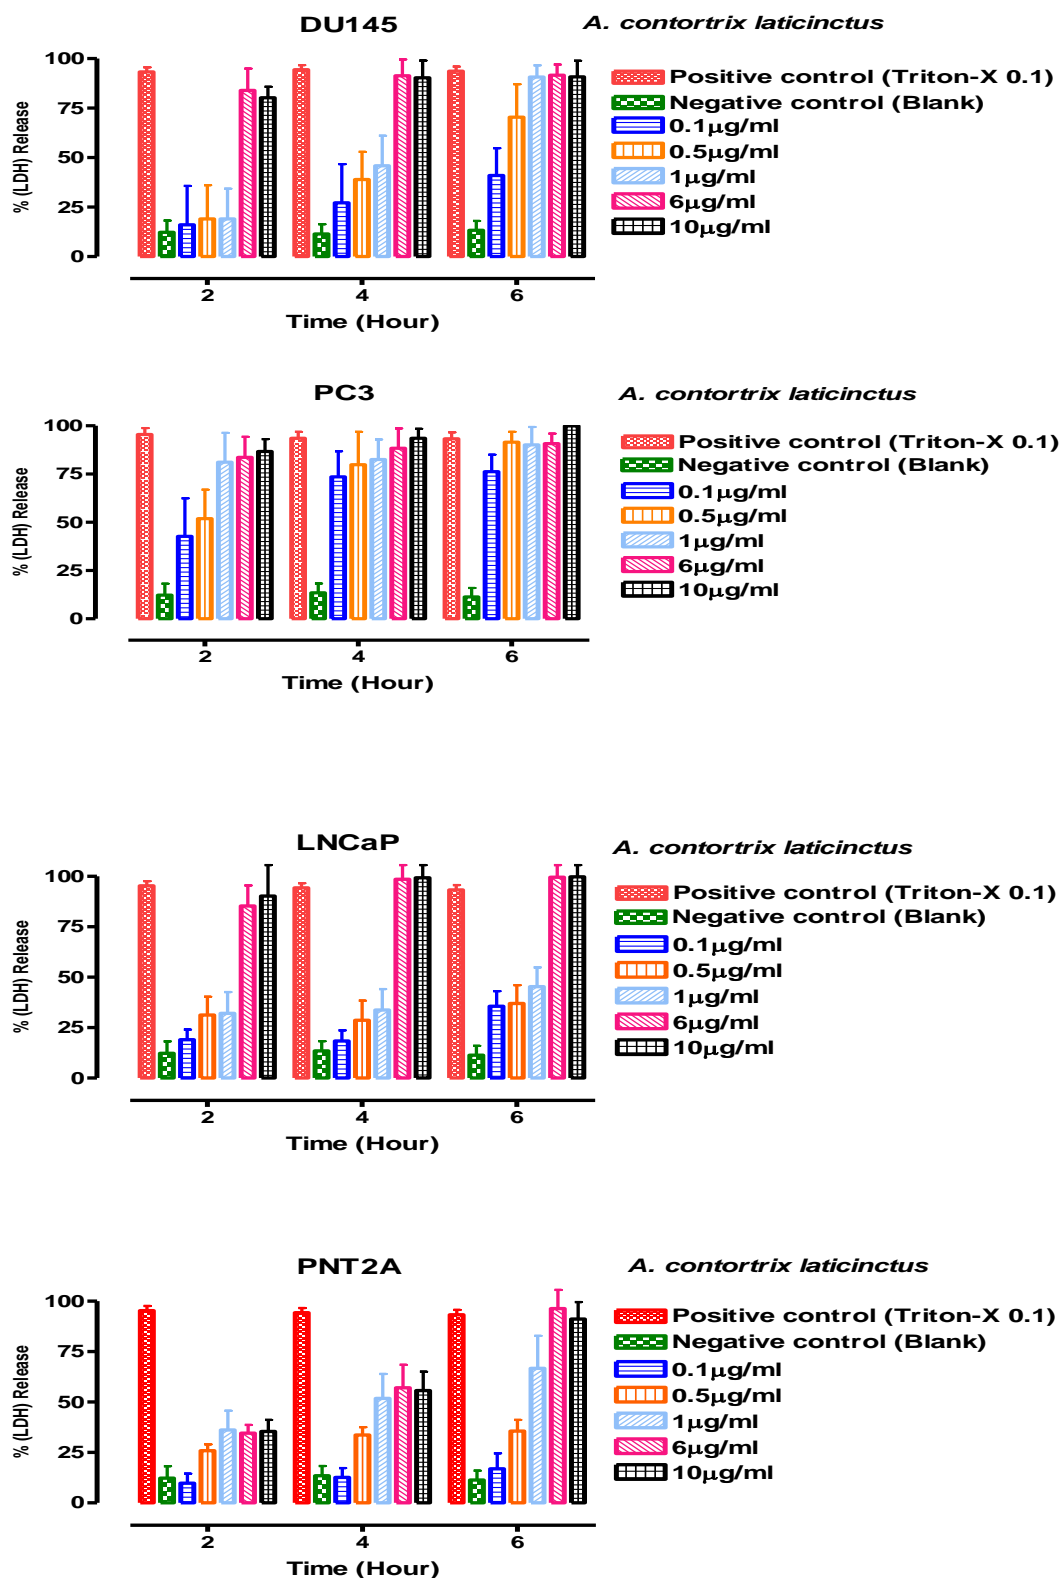 DU145
A. contortrix laticinctus
% (LDH) Release
100
75
50
25
0
2
4
6
Time (Hour)
Positive control (Triton-X 0.1)
Negative control (Blank)
0.1µg/ml
0.5µg/ml
1µg/ml
6µg/ml
10µg/ml
PC3
A. contortrix laticinctus
% (LDH) Release
100
75
50
25
0
2
4
6
Time (Hour)
Positive control (Triton-X 0.1)
Negative control (Blank)
0.1µg/ml
0.5µg/ml
1µg/ml
6µg/ml
10µg/ml
LNCaP
A. contortrix laticinctus
% (LDH) Release
100
75
50
25
0
2
4
6
Time (Hour)
Positive control (Triton-X 0.1)
Negative control (Blank)
0.1µg/ml
0.5µg/ml
1µg/ml
6µg/ml
10µg/ml
PNT2A
A. contortrix laticinctus
% (LDH) Release
100
75
50
25
0
2
4
6
Time (Hour)
Positive control (Triton-X 0.1)
Negative control (Blank)
0.1µg/ml
0.5µg/ml
1µg/ml
6µg/ml
10µg/ml